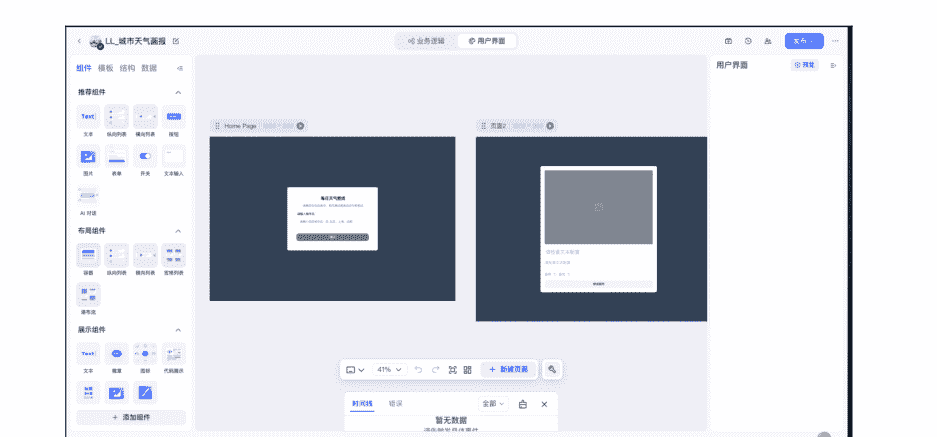 LL_城市天气画报
业务逻辑
用户界面
发布
组件 模板 结构 数据
用户界面
预览
推荐组件
Text
文本 纵向列表 横向列表 按钮
图片 表单 开关 文本输入
AI 对话
布局组件
容器 纵向列表 横向列表 宽格列表
瀑布流
展示组件
Text
文本 图标 代码展示
添加组件
Home Page
页面2
每日天气画报
41%
新建页面
时间线 错误
全部
暂无数据